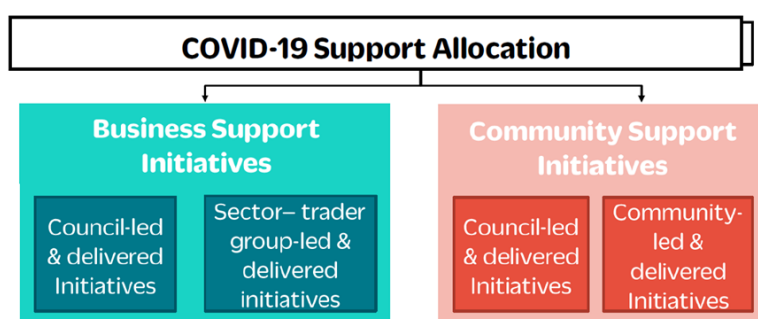 COVID-19 Support Allocation
Business Support
Initiatives
Council-led
& delivered
Initiatives
Sector– trader
group-led &
delivered
initiatives
Community Support
Initiatives
Council-led
& delivered
Initiatives
Community-
led &
delivered
Initiatives